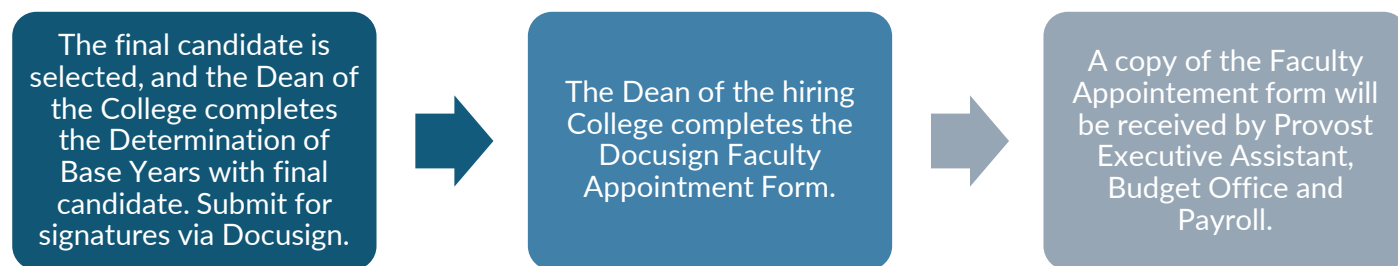 The final candidate is
selected, and the Dean of
the College completes
the Determination of
Base Years with final
candidate. Submit for
signatures via Docusign.
The Dean of the hiring
College completes the
Docusign Faculty
Appointment Form.
A copy of the Faculty
Appointement form will
be received by Provost
Executive Assistant,
Budget Office and
Payroll.